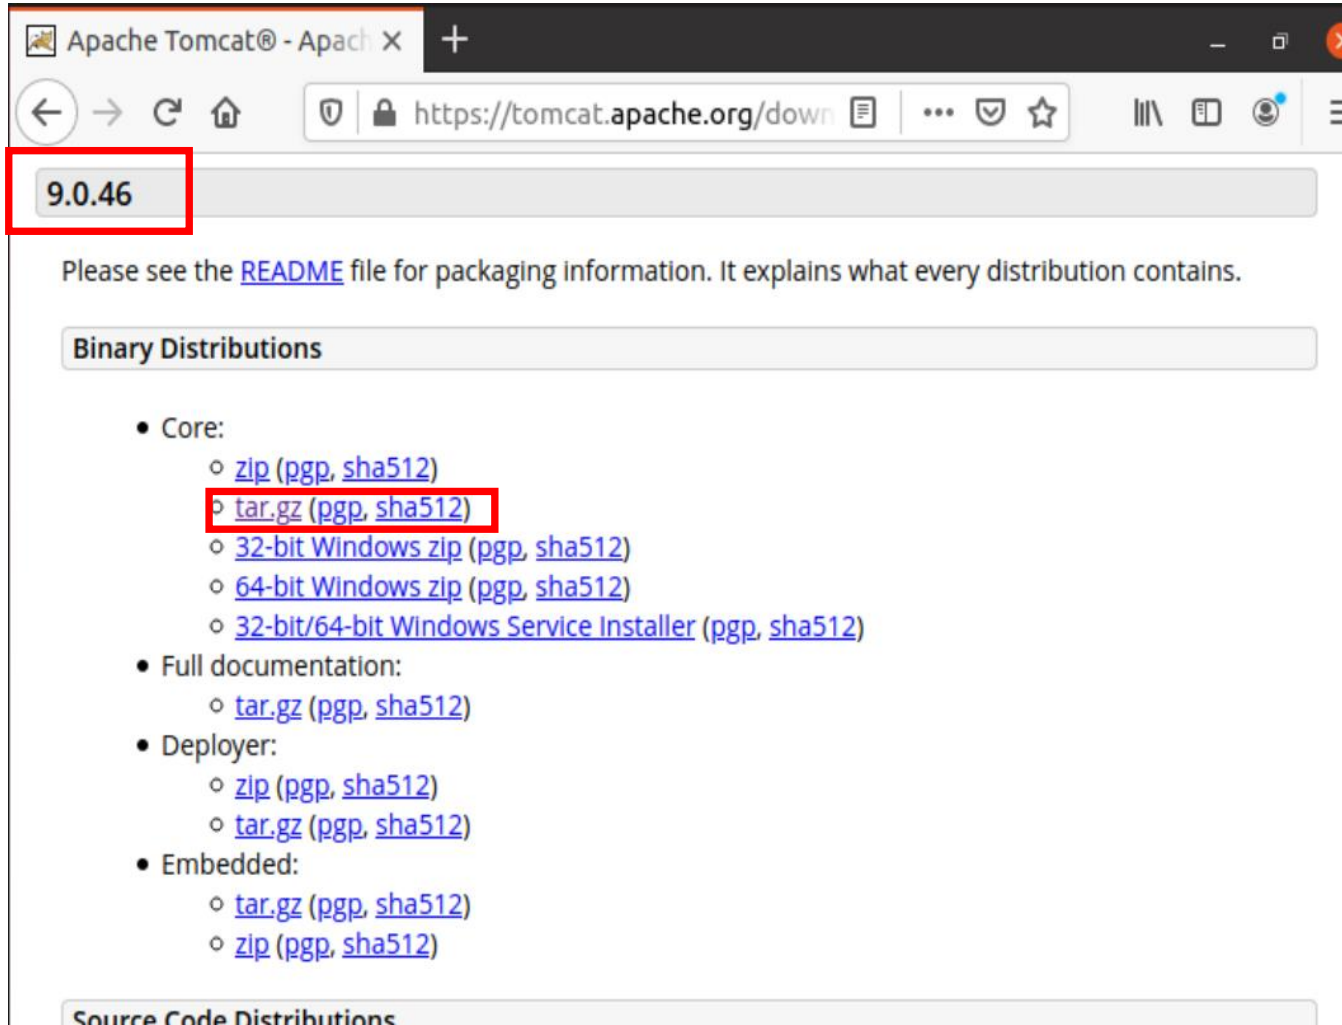 Apache Tomcat® - Apach
https://tomcat.apache.org/down
9.0.46
Please see the README file for packaging information. It explains what every distribution contains.
Binary Distributions
Core:
zip (pgp, sha512)
tar.gz (pgp, sha512)
32-bit Windows zip (pgp, sha512)
64-bit Windows zip (pgp, sha512)
32-bit/64-bit Windows Service Installer (pgp, sha512)
Full documentation:
tar.gz (pgp, sha512)
Deployer:
zip (pgp, sha512)
tar.gz (pgp, sha512)
Embedded:
tar.gz (pgp, sha512)
zip (pgp, sha512)
Source Code Distributions